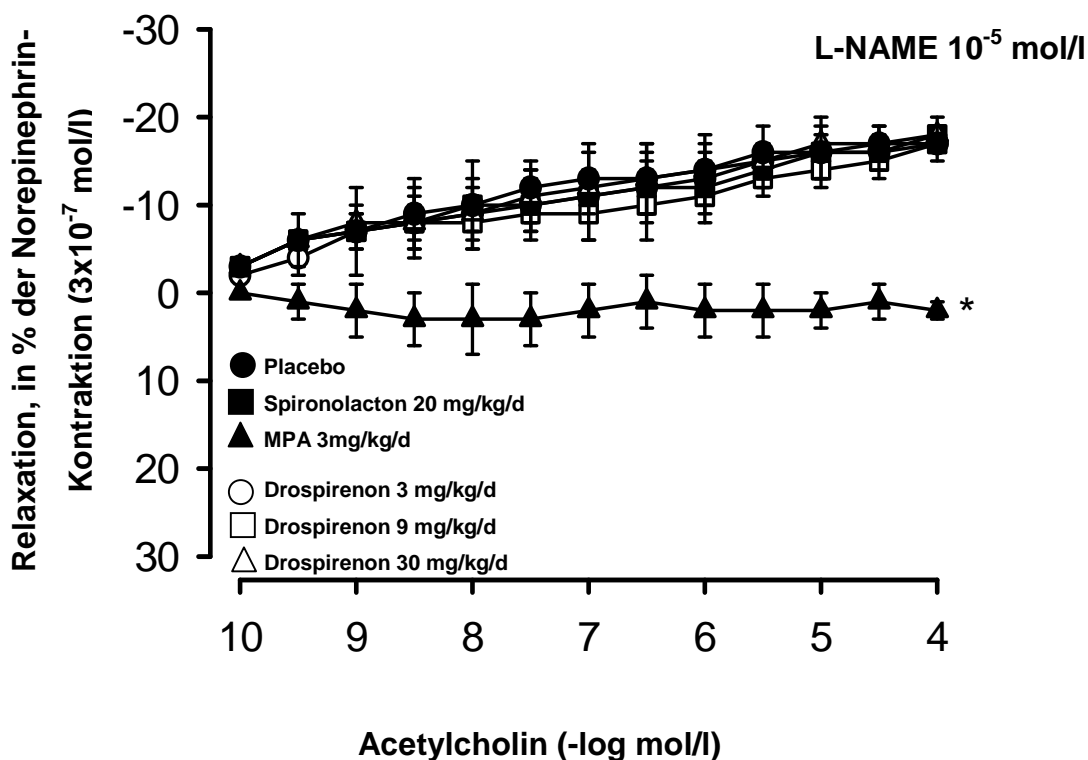 L-NAME 10⁻⁵ mol/l
Relaxation, in % der Norepinephrin-
Kontraktion (3x10⁻⁷ mol/l)
-30
-20
-10
0
10
20
30
*
Placebo
Spironolacton 20 mg/kg/d
MPA 3mg/kg/d
Drospirenon 3 mg/kg/d
Drospirenon 9 mg/kg/d
Drospirenon 30 mg/kg/d
10 9 8 7 6 5 4
Acetylcholin (-log mol/l)